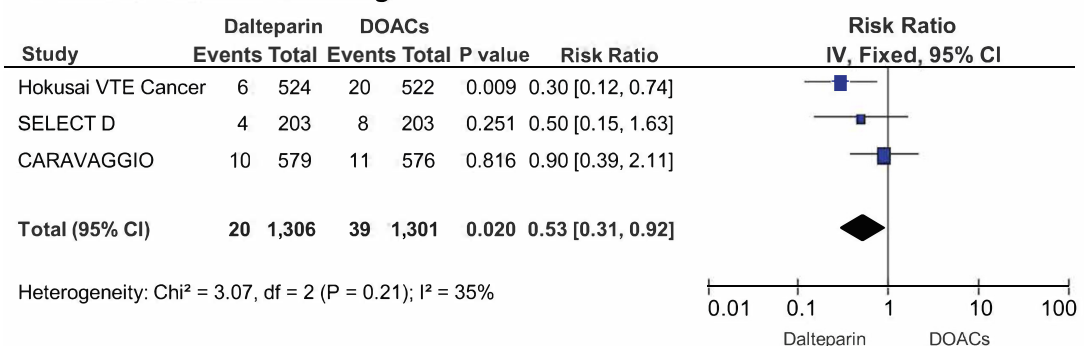 Dalteparin DOACs Risk Ratio
Study Events Total Events Total P value Risk Ratio IV, Fixed, 95% CI
Hokusai VTE Cancer 6 524 20 522 0.009 0.30 [0.12, 0.74]
SELECT D 4 203 8 203 0.251 0.50 [0.15, 1.63]
CARAVAGGIO 10 579 11 576 0.816 0.90 [0.39, 2.11]
Total (95% CI) 20 1,306 39 1,301 0.020 0.53 [0.31, 0.92]
Heterogeneity: Chi² = 3.07, df = 2 (P = 0.21); I² = 35%
0.01 0.1 1 10 100
Dalteparin DOACs